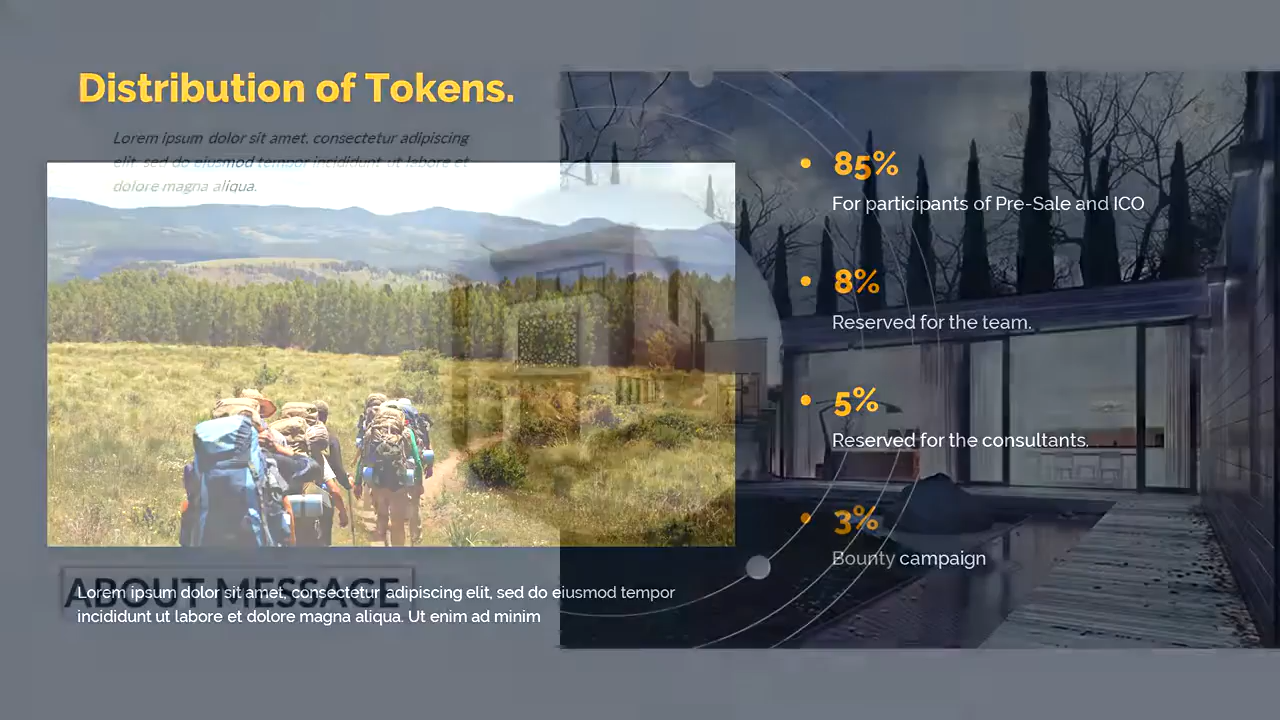 Distribution of Tokens.
Lorem ipsum dolor sit amet, consectetur adipiscing
elit, sed do eiusmod tempor incididunt ut labore et
dolore magna aliqua.
85%
For participants of Pre-Sale and ICO
8%
Reserved for the team.
5%
Reserved for the consultants.
3%
Bounty campaign
ABOUT MESSAGE
Lorem ipsum dolor sit amet, consectetur adipiscing elit, sed do eiusmod tempor
incididunt ut labore et dolore magna aliqua. Ut enim ad minim